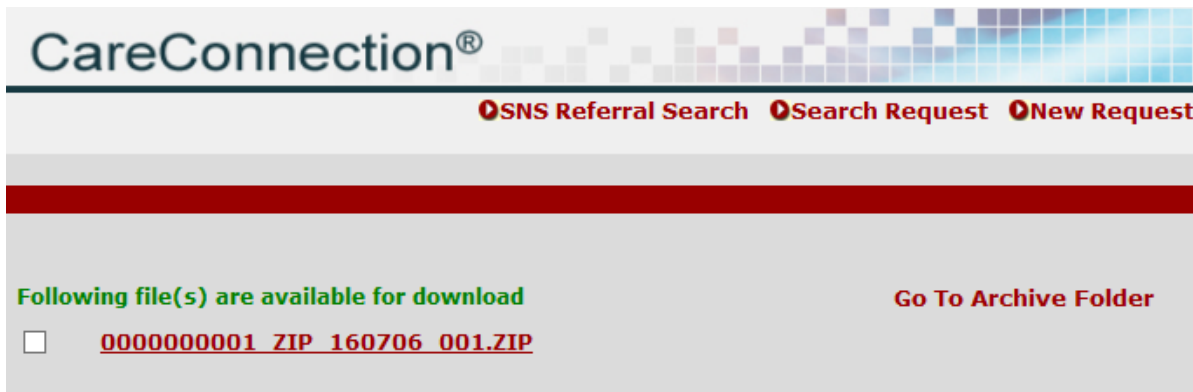 CareConnection®
SNS Referral Search Search Request New Request
Following file(s) are available for download
Go To Archive Folder
0000000001_ZIP_160706_001.ZIP